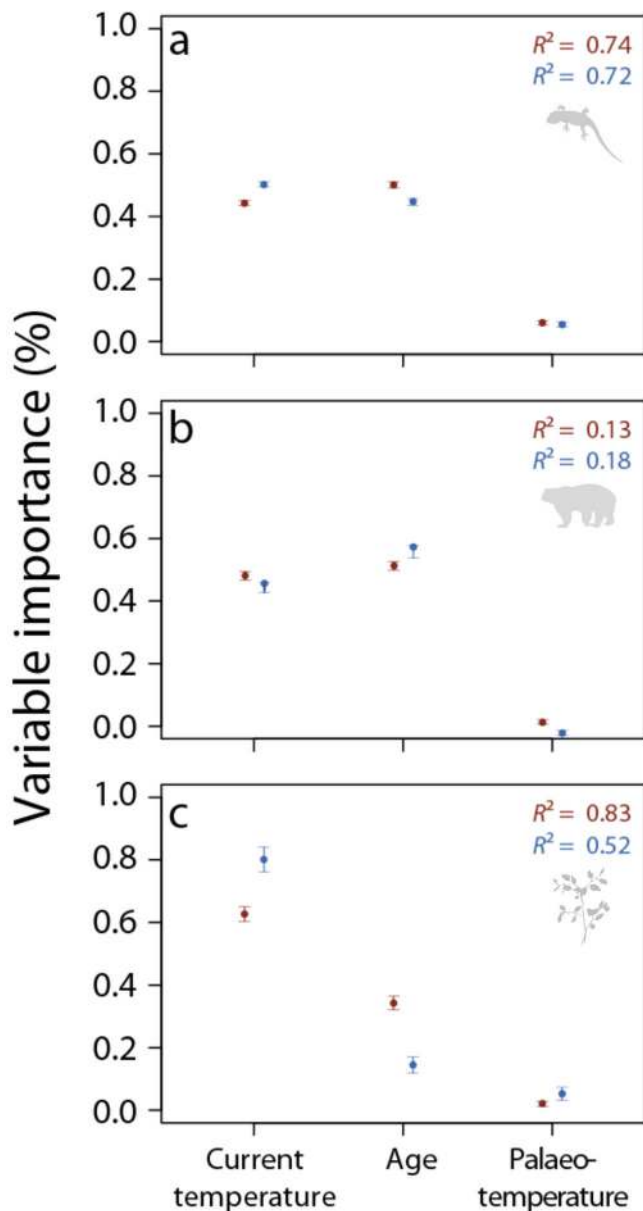 Variable importance (%)
a
R² = 0.74
R² = 0.72
1.0
0.8
0.6
0.4
0.2
0.0
b
R² = 0.13
R² = 0.18
1.0
0.8
0.6
0.4
0.2
0.0
c
R² = 0.83
R² = 0.52
1.0
0.8
0.6
0.4
0.2
0.0
Current
temperature
Age
Palaeo-
temperature